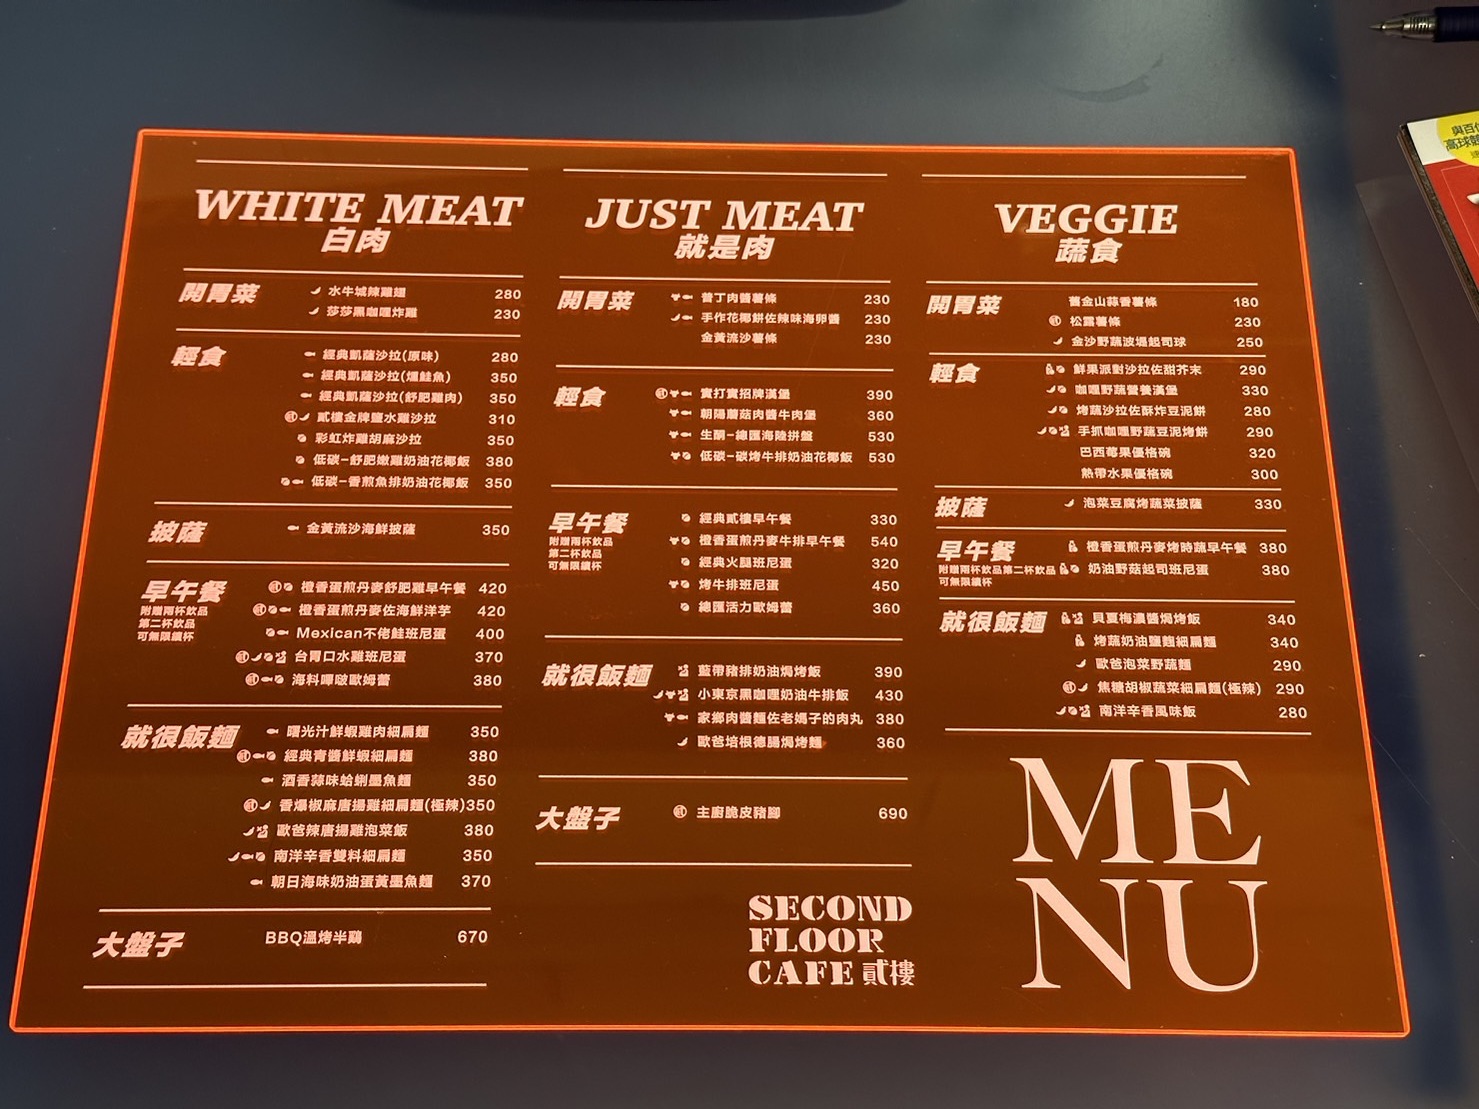 WHITE MEAT
白肉
開胃菜
水牛城辣雞翅 280
莎莎黑咖哩炸雞 230
輕食
經典凱薩沙拉(原味) 280
經典凱薩沙拉(燻鮭魚) 350
經典凱薩沙拉(舒肥雞肉) 350
貳樓金牌鹽水雞沙拉 310
彩虹炸雞胡麻沙拉 350
低碳-舒肥嫩雞奶油花椰飯 380
低碳-香煎魚排奶油花椰飯 350
披薩
金黃流沙海鮮披薩 350
早午餐
附贈兩杯飲品
第二杯飲品
可無限續杯
橙香蛋煎丹麥舒肥雞早午餐 420
橙香蛋煎丹麥佐海鮮洋芋 420
Mexican不佬鮭班尼蛋 400
台胃口水雞班尼蛋 370
海料嗶啵歐姆蕾 380
就很飯麵
曙光汁鮮蝦雞肉細扁麵 350
經典青醬鮮蝦細扁麵 380
酒香蒜味蛤蜊墨魚麵 350
香爆椒麻唐揚雞細扁麵(極辣) 350
歐爸辣唐揚雞泡菜飯 380
南洋辛香雙料細扁麵 350
朝日海味奶油蛋黃墨魚麵 370
大盤子
BBQ溫烤半鷄 670
JUST MEAT
就是肉
開胃菜
普丁肉醬薯條 230
手作花椰餅佐辣味海卵醬 230
金黃流沙薯條 230
輕食
實打實招牌漢堡 390
朝陽蘑菇肉醬牛肉堡 360
生酮-總匯海陸拼盤 530
低碳-碳烤牛排奶油花椰飯 530
早午餐
附贈兩杯飲品
第二杯飲品
可無限續杯
經典貳樓早午餐 330
橙香蛋煎丹麥牛排早午餐 540
經典火腿班尼蛋 320
烤牛排班尼蛋 450
總匯活力歐姆蕾 360
就很飯麵
藍帶豬排奶油焗烤飯 390
小東京黑咖哩奶油牛排飯 430
家鄉肉醬麵佐老媽子的肉丸 380
歐爸培根德腸焗烤麵 360
大盤子
主廚脆皮豬腳 690
SECOND
FLOOR
CAFE 貳樓
VEGGIE
蔬食
開胃菜
舊金山蒜香薯條 180
松露薯條 230
金沙野蔬波堤起司球 250
輕食
鮮果派對沙拉佐甜芥末 290
咖哩野蔬營養漢堡 330
烤蔬沙拉佐酥炸豆泥餅 280
手抓咖哩野蔬豆泥烤餅 290
巴西莓果優格碗 320
熱帶水果優格碗 300
披薩
泡菜豆腐烤蔬菜披薩 330
早午餐
附贈兩杯飲品第二杯飲品
可無限續杯
橙香蛋煎丹麥烤時蔬早午餐 380
奶油野菇起司班尼蛋 380
就很飯麵
貝夏梅濃醬焗烤飯 340
烤蔬奶油鹽麴細扁麵 340
歐爸泡菜野蔬麵 290
焦糖胡椒蔬菜細扁麵(極辣) 290
南洋辛香風味飯 280
ME
NU
與百
高球